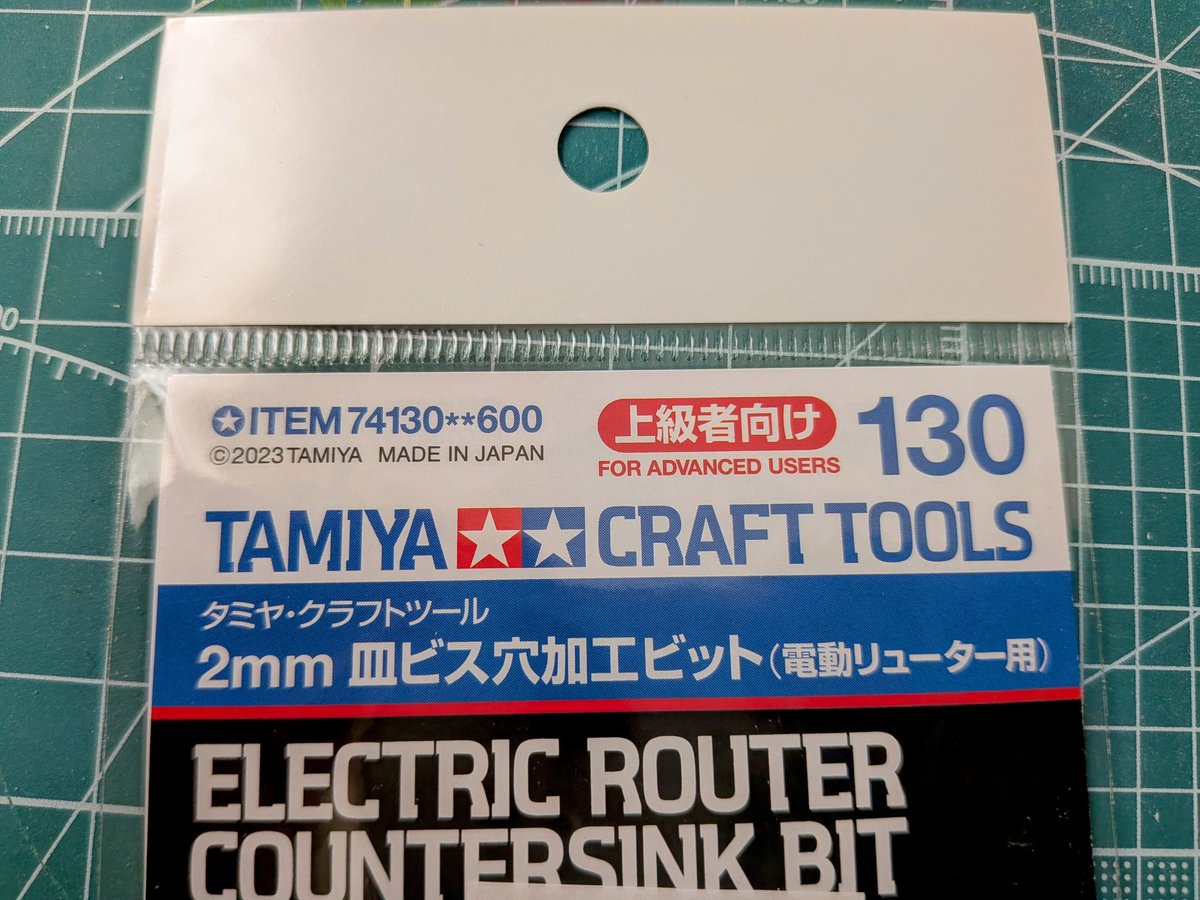 ITEM 74130**600
©2023 TAMIYA MADE IN JAPAN
上級者向け
FOR ADVANCED USERS
130
TAMIYA CRAFT TOOLS
タミヤ・クラフトツール
2mm 皿ビス穴加工ビット(電動リューター用)
ELECTRIC ROUTER
COUNTERSINK BIT